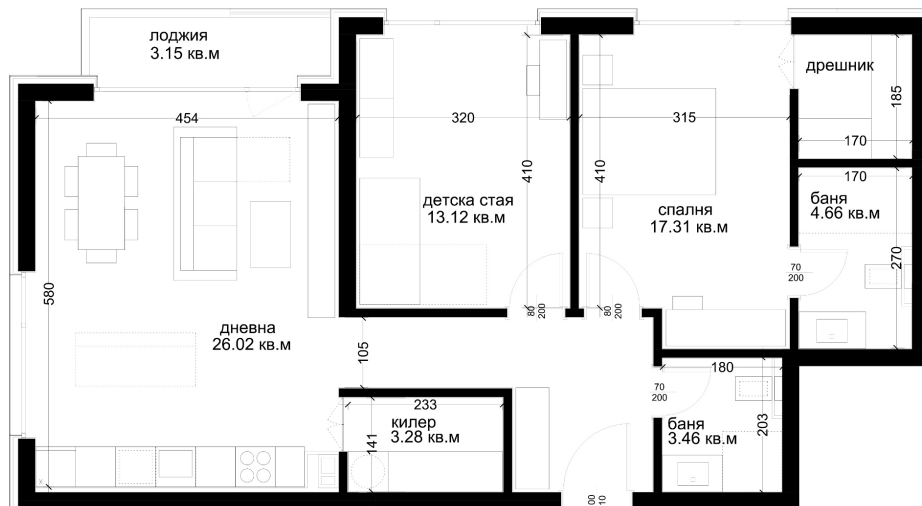 лоджия
3.15 кв.м
дрешник
454
320
315
185
170
410
410
170
баня
4.66 кв.м
детска стая
13.12 кв.м
спалня
17.31 кв.м
270
70
200
580
80
200
80
200
дневна
26.02 кв.м
105
180
70
200
233
килер
3.28 кв.м
141
баня
3.46 кв.м
203
00
10